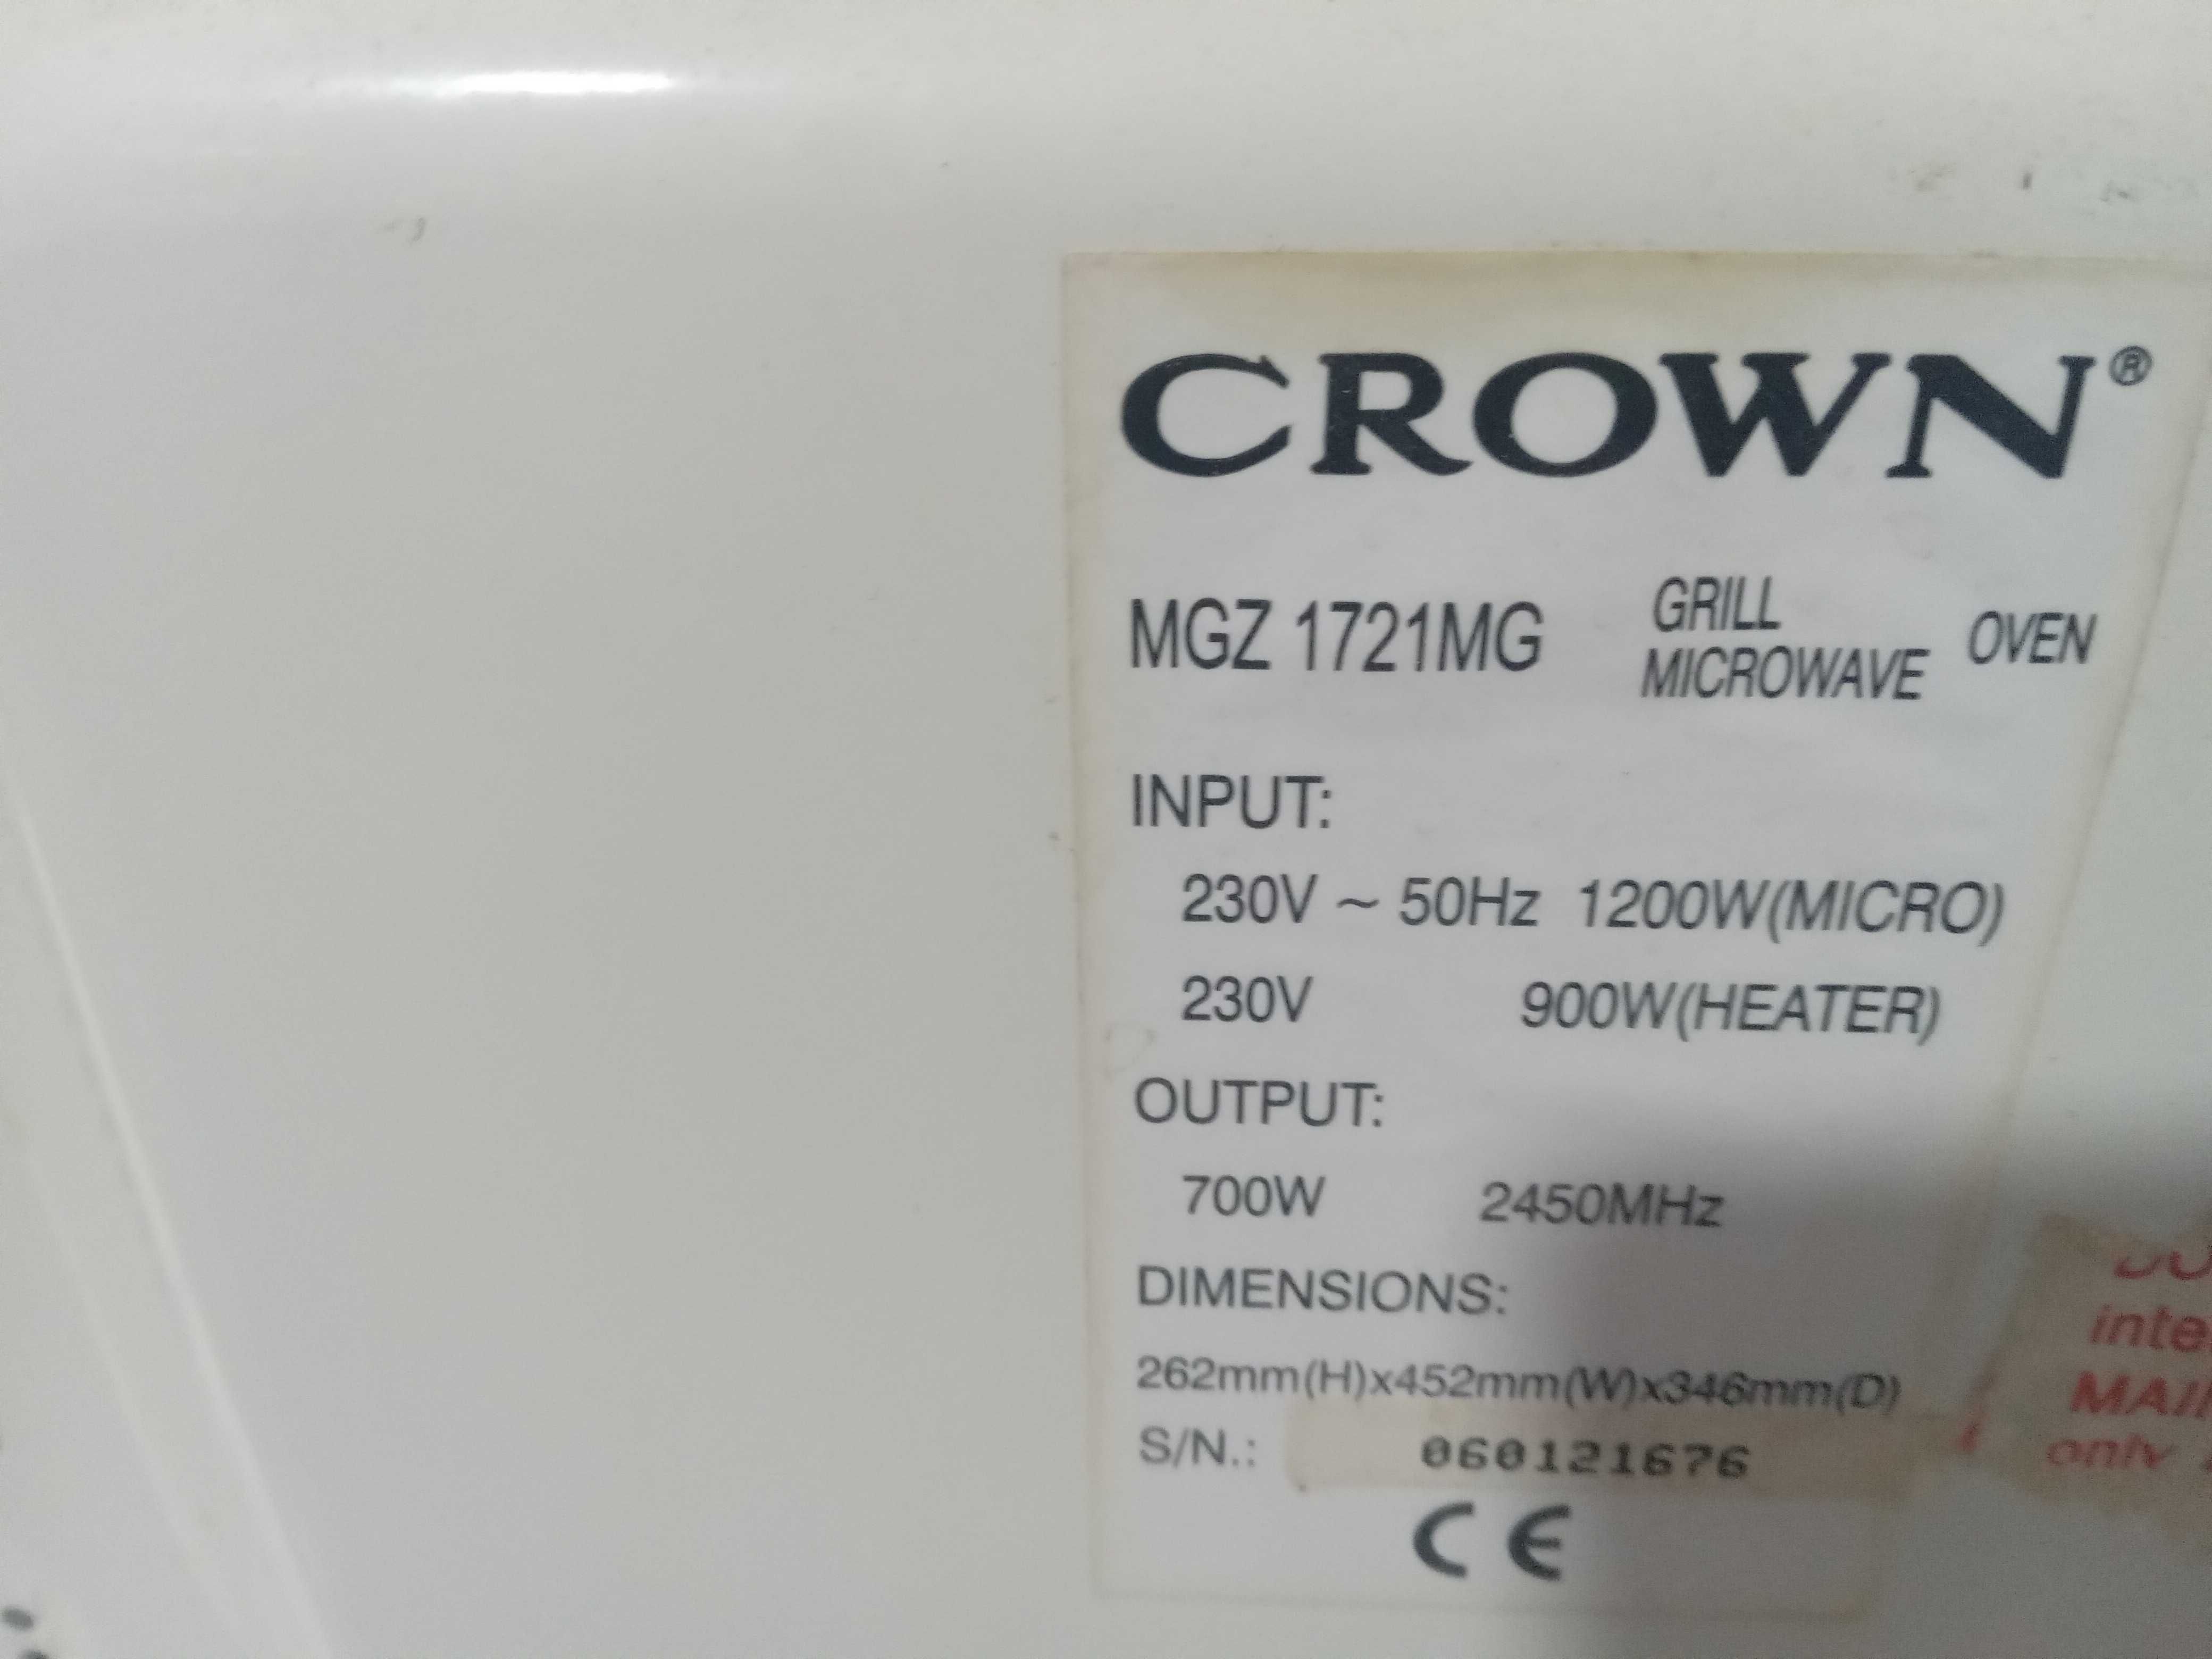 CROWN®
MGZ 1721MG GRILL MICROWAVE OVEN
INPUT:
230V ~ 50Hz 1200W(MICRO)
230V 900W(HEATER)
OUTPUT:
700W 2450MHz
DIMENSIONS:
262mm(H)x452mm(W)x346mm(D)
S/N.: 060121676
CE
only